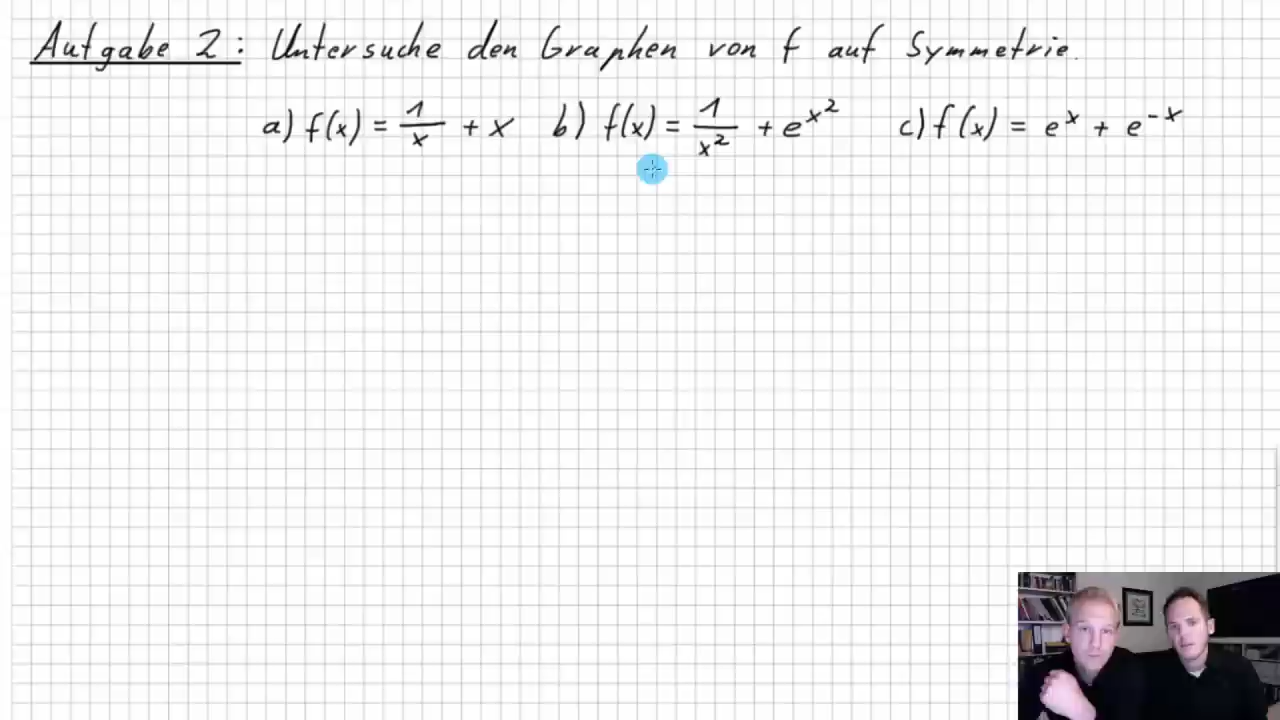 Aufgabe 2: Untersuche den Graphen von f auf Symmetrie.
a) f(x) = 1/x + x b) f(x) = 1/x² + e^x² c) f(x) = e^x + e^-x